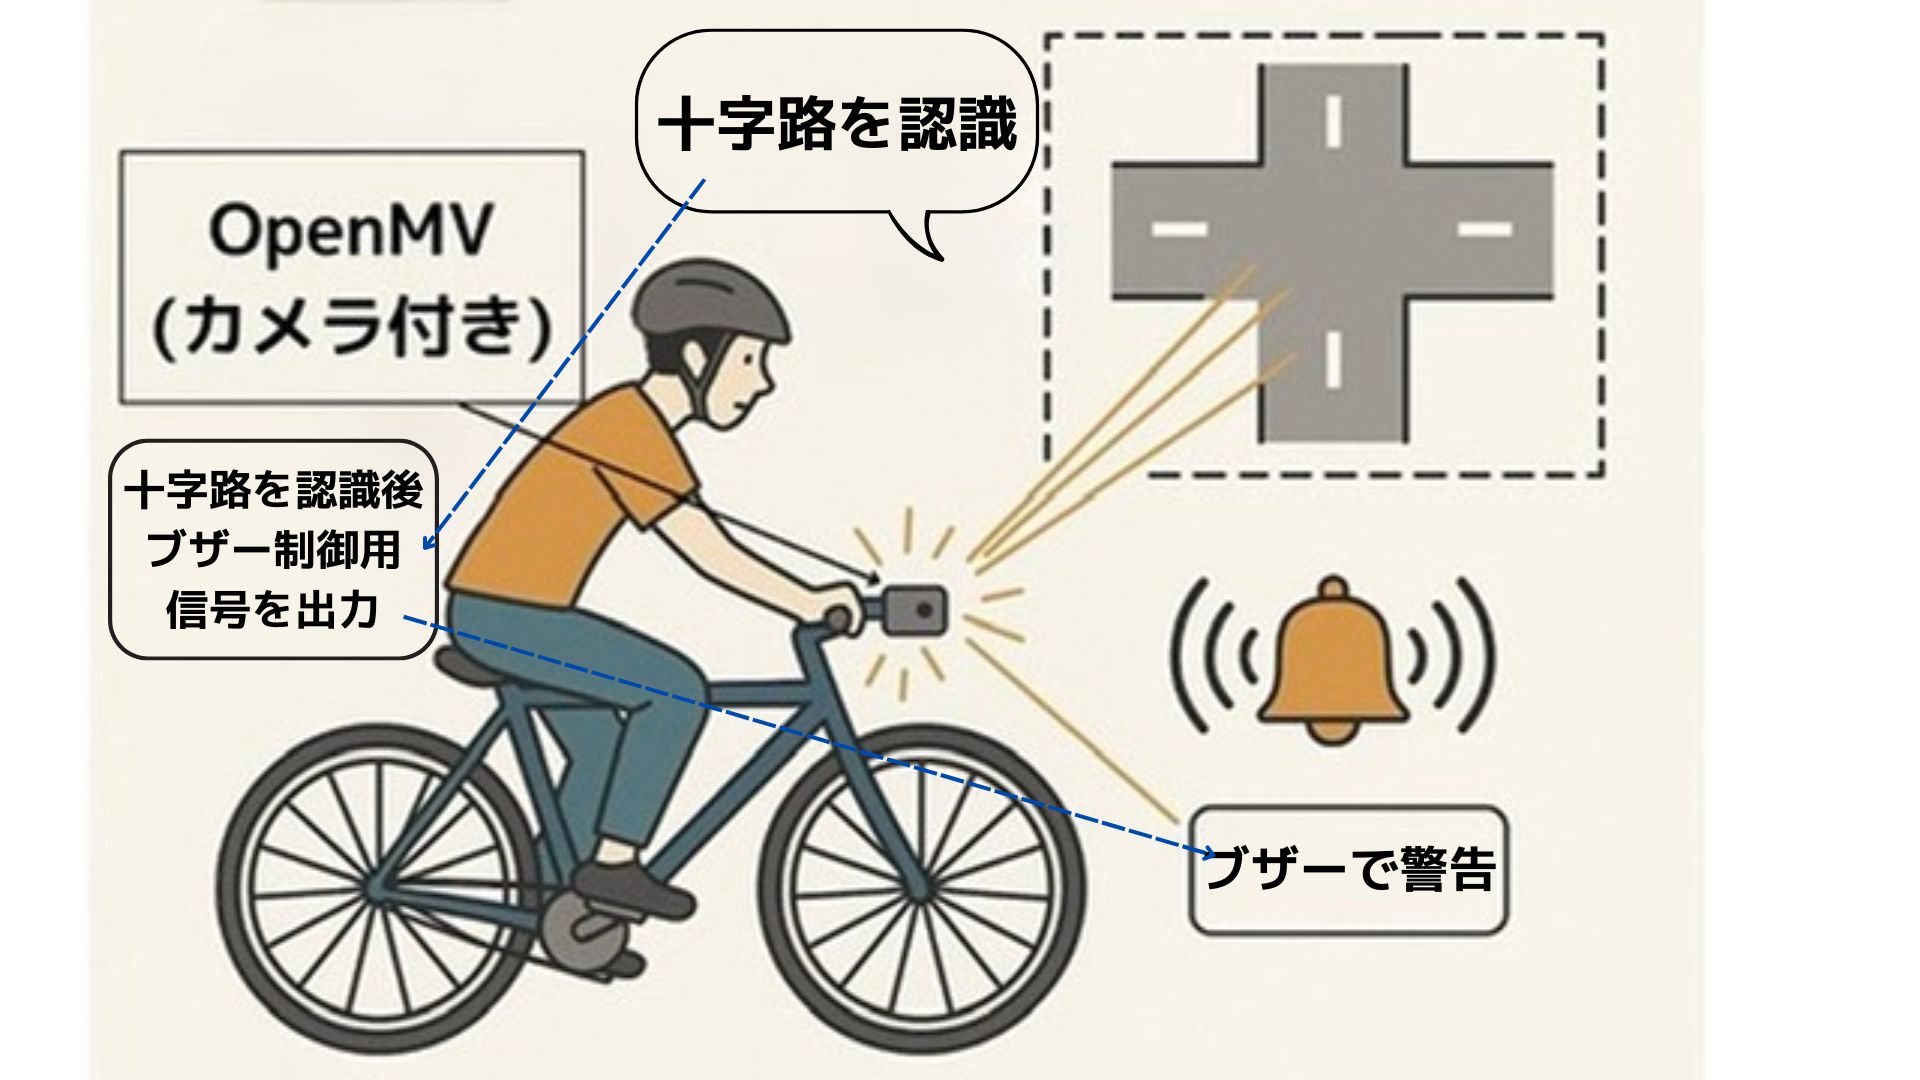 十字路を認識
OpenMV
(カメラ付き)
十字路を認識後
ブザー制御用
信号を出力
ブザーで警告